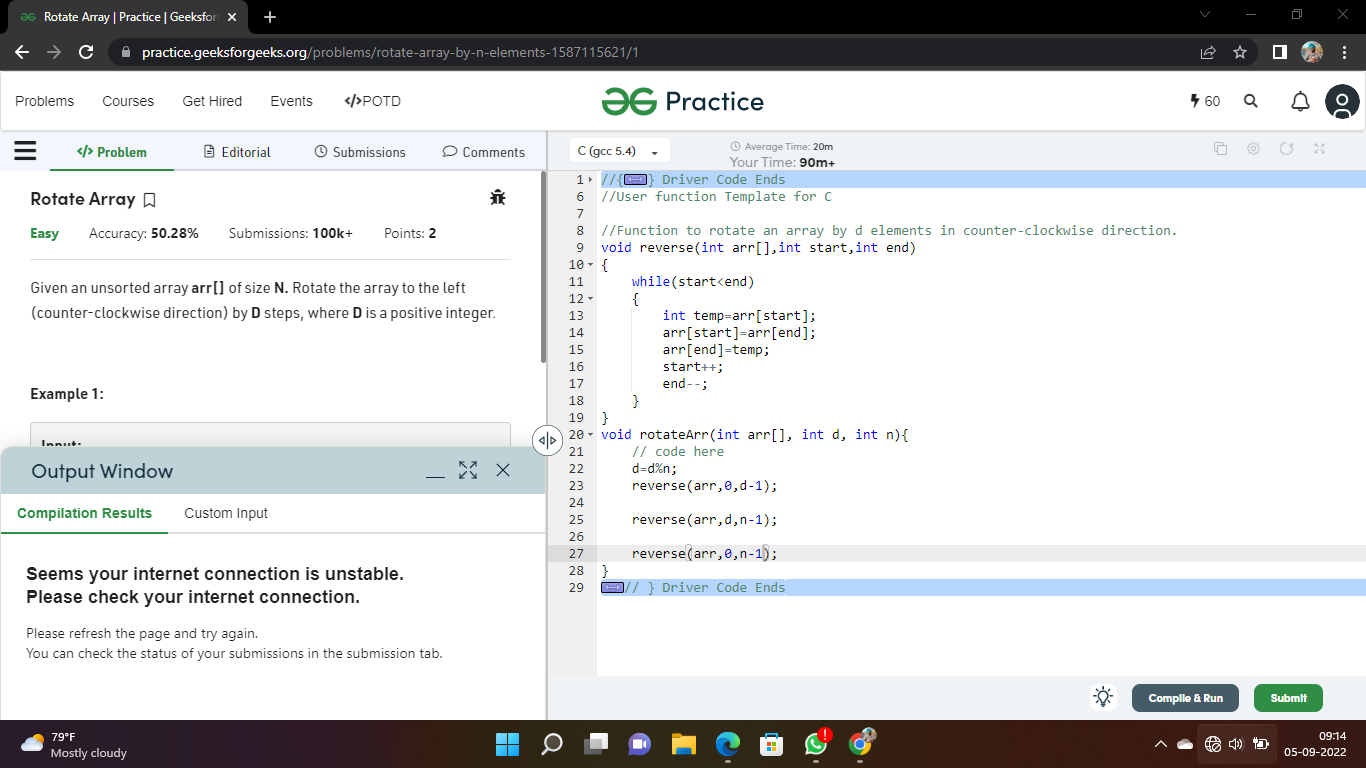 Rotate Array | Practice | Geeksfor
practice.geeksforgeeks.org/problems/rotate-array-by-n-elements-1587115621/1
Problems Courses Get Hired Events </>POTD
Practice
60
</> Problem Editorial Submissions Comments
C (gcc 5.4)
Average Time: 20m
Your Time: 90m+
Rotate Array
Easy Accuracy: 50.28% Submissions: 100k+ Points: 2
Given an unsorted array arr[] of size N. Rotate the array to the left
(counter-clockwise direction) by D steps, where D is a positive integer.
Example 1:
Input:
Output Window
Compilation Results Custom Input
Seems your internet connection is unstable.
Please check your internet connection.
Please refresh the page and try again.
You can check the status of your submissions in the submission tab.
1 //{ } Driver Code Ends
6 //User function Template for C
7
8 //Function to rotate an array by d elements in counter-clockwise direction.
9 void reverse(int arr[],int start,int end)
10 {
11     while(start<end)
12     {
13         int temp=arr[start];
14         arr[start]=arr[end];
15         arr[end]=temp;
16         start++;
17         end--;
18     }
19 }
20 void rotateArr(int arr[], int d, int n){
21     // code here
22     d=d%n;
23     reverse(arr,0,d-1);
24
25     reverse(arr,d,n-1);
26
27     reverse(arr,0,n-1);
28 }
29 // } Driver Code Ends
Compile & Run Submit
79°F
Mostly cloudy
09:14
05-09-2022